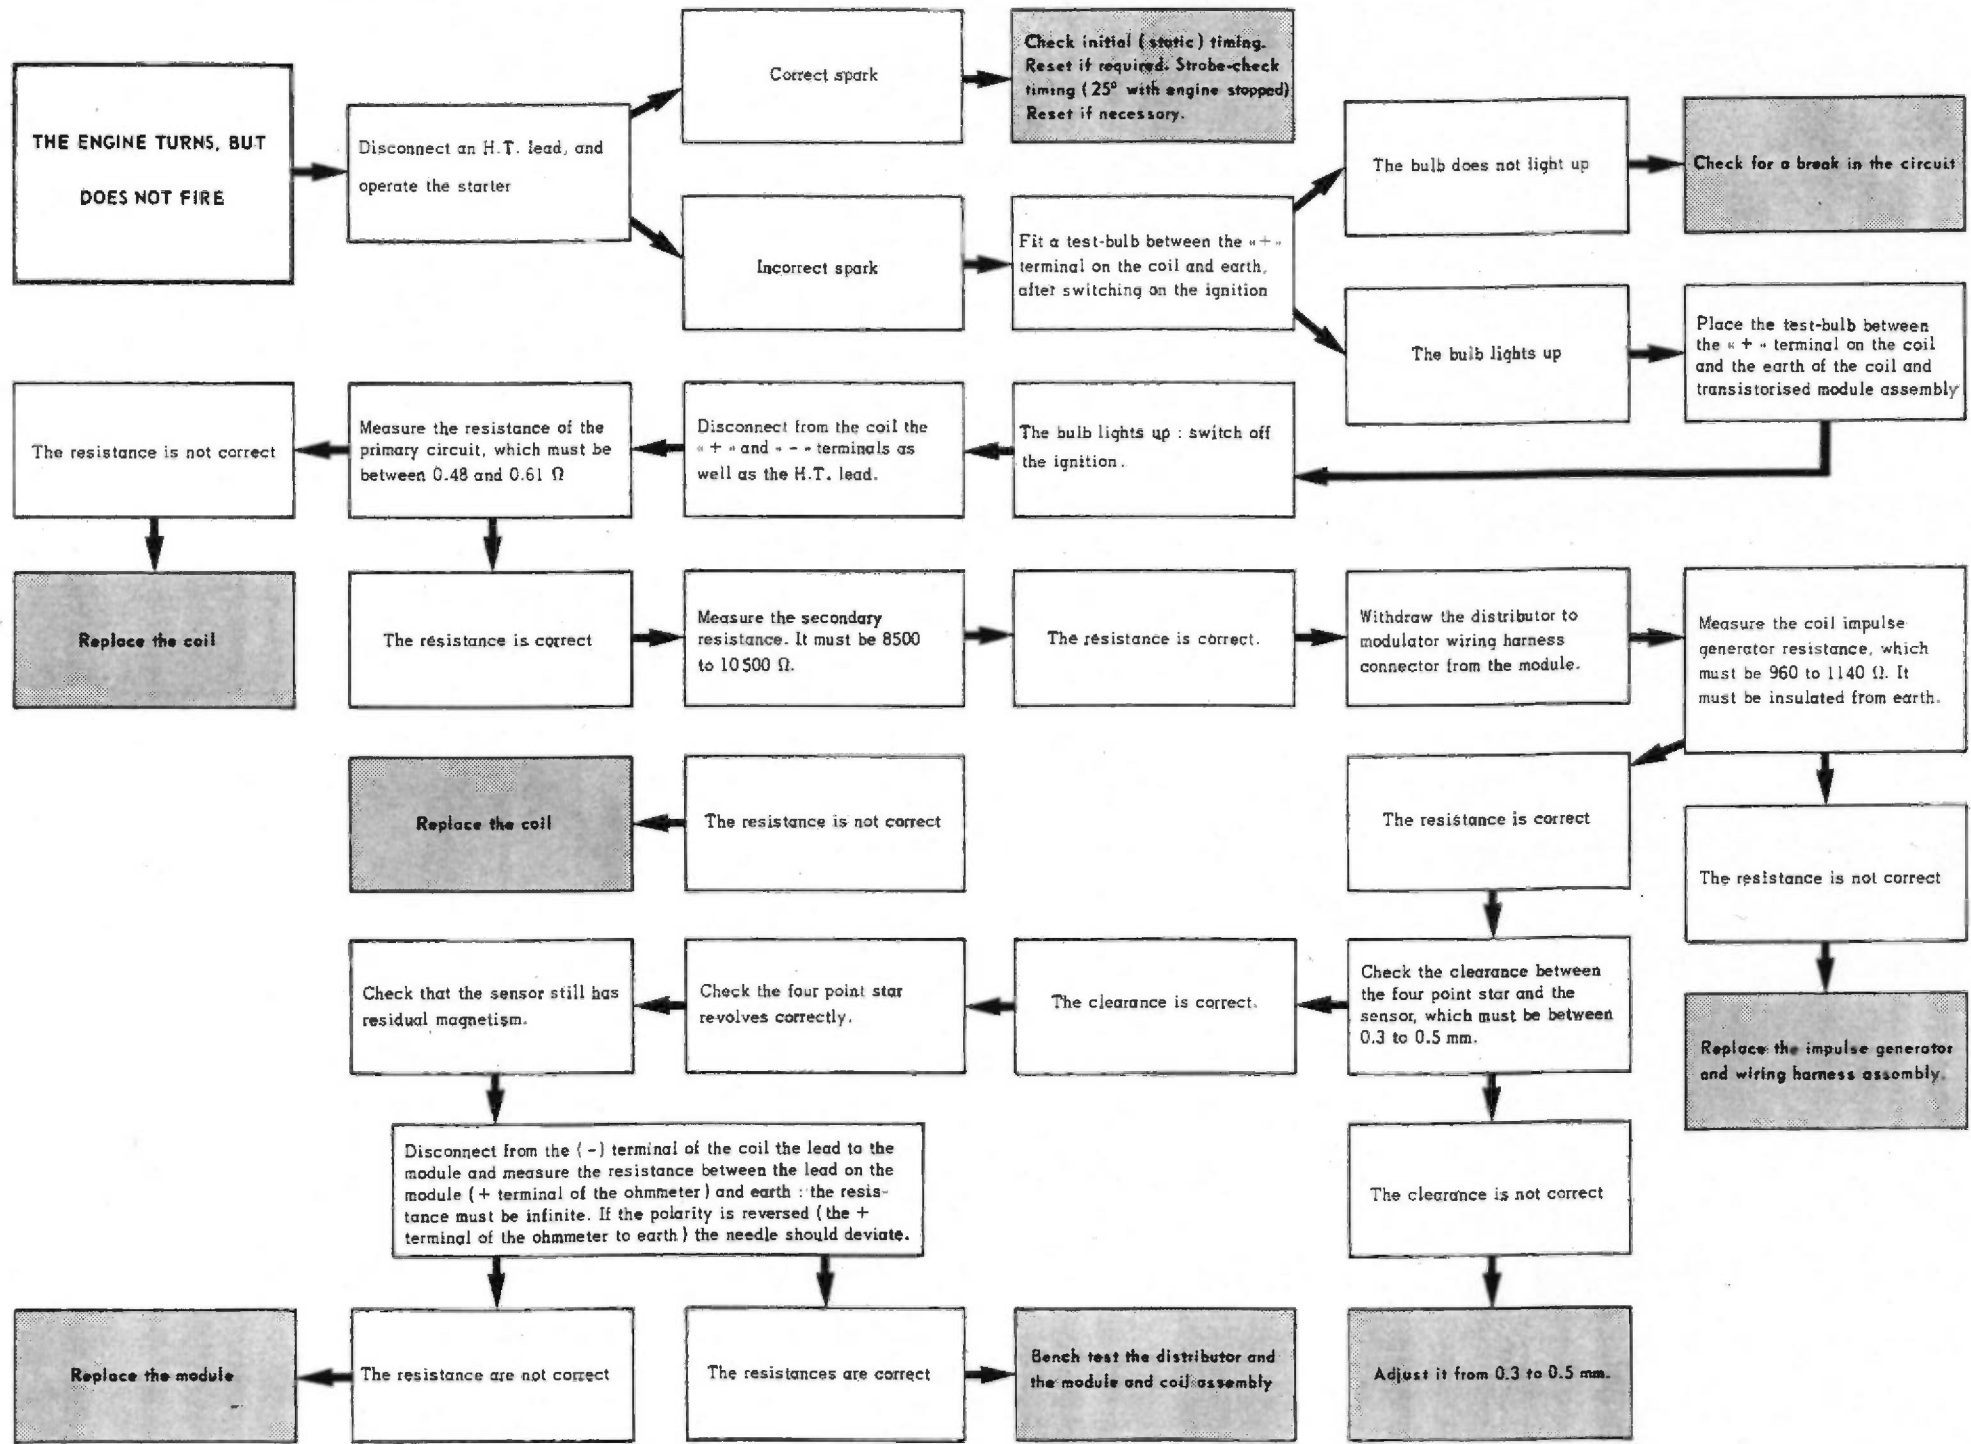 THE ENGINE TURNS, BUT
DOES NOT FIRE
Disconnect an H.T. lead, and
operate the starter
Correct spark
Check initial (static) timing.
Reset if required. Strobe-check
timing (25° with engine stopped)
Reset if necessary.
Incorrect spark
Fit a test-bulb between the «+»
terminal on the coil and earth,
after switching on the ignition
The bulb does not light up
Check for a break in the circuit
The bulb lights up
Place the test-bulb between
the « + » terminal on the coil
and the earth of the coil and
transistorised module assembly
The bulb lights up : switch off
the ignition.
Disconnect from the coil the
« + » and « - » terminals as
well as the H.T. lead.
Measure the resistance of the
primary circuit, which must be
between 0.48 and 0.61 Ω
The resistance is not correct
Replace the coil
The resistance is correct
Measure the secondary
resistance. It must be 8500
to 10500 Ω.
The resistance is correct.
Withdraw the distributor to
modulator wiring harness
connector from the module.
Measure the coil impulse
generator resistance, which
must be 960 to 1140 Ω. It
must be insulated from earth.
Replace the coil
The resistance is not correct
The resistance is correct
The resistance is not correct
Check that the sensor still has
residual magnetism.
Check the four point star
revolves correctly.
The clearance is correct.
Check the clearance between
the four point star and the
sensor, which must be between
0.3 to 0.5 mm.
Replace the impulse generator
and wiring harness assembly.
Disconnect from the (-) terminal of the coil the lead to the
module and measure the resistance between the lead on the
module (+ terminal of the ohmmeter) and earth : the resis-
tance must be infinite. If the polarity is reversed (the +
terminal of the ohmmeter to earth) the needle should deviate.
The clearance is not correct
Replace the module
The resistance are not correct
The resistances are correct
Bench test the distributor and
the module and coil assembly
Adjust it from 0.3 to 0.5 mm.